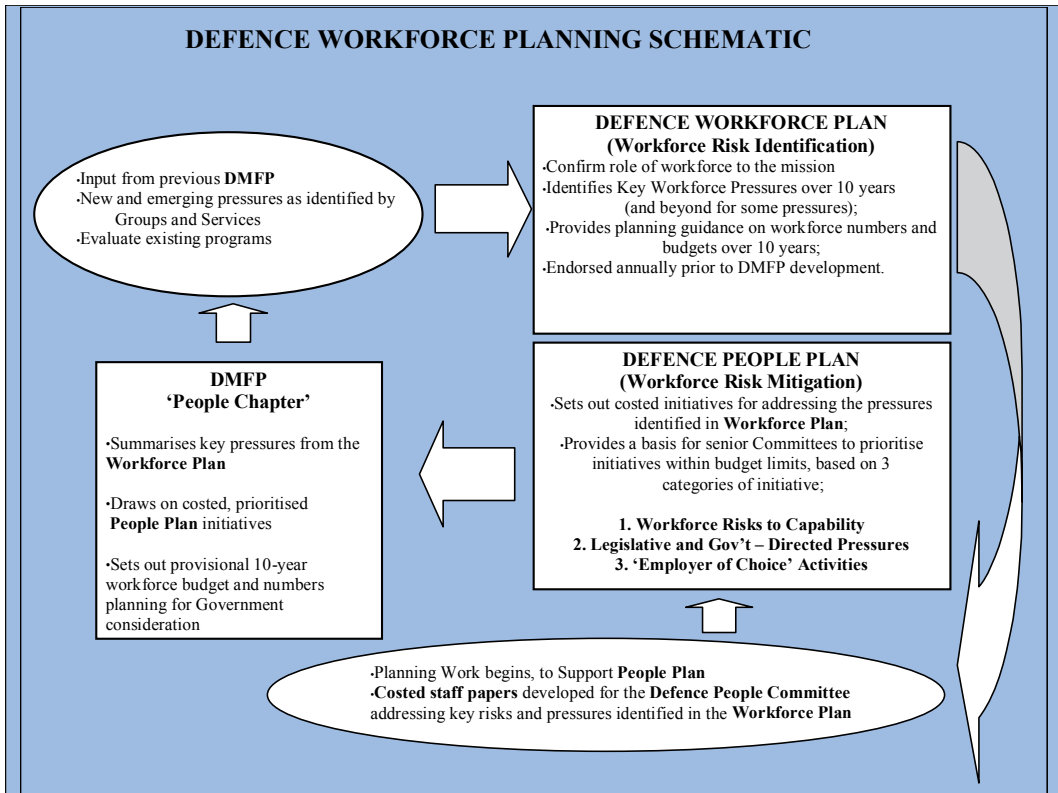 DEFENCE WORKFORCE PLANNING SCHEMATIC
•Input from previous DMFP
•New and emerging pressures as identified by
Groups and Services
•Evaluate existing programs
DEFENCE WORKFORCE PLAN
(Workforce Risk Identification)
•Confirm role of workforce to the mission
•Identifies Key Workforce Pressures over 10 years
(and beyond for some pressures);
•Provides planning guidance on workforce numbers and
budgets over 10 years;
•Endorsed annually prior to DMFP development.
DEFENCE PEOPLE PLAN
(Workforce Risk Mitigation)
•Sets out costed initiatives for addressing the pressures
identified in Workforce Plan;
•Provides a basis for senior Committees to prioritise
initiatives within budget limits, based on 3
categories of initiative;
1. Workforce Risks to Capability
2. Legislative and Gov't – Directed Pressures
3. 'Employer of Choice' Activities
DMFP
'People Chapter'
•Summarises key pressures from the
Workforce Plan
•Draws on costed, prioritised
People Plan initiatives
•Sets out provisional 10-year
workforce budget and numbers
planning for Government
consideration
•Planning Work begins, to Support People Plan
•Costed staff papers developed for the Defence People Committee
addressing key risks and pressures identified in the Workforce Plan